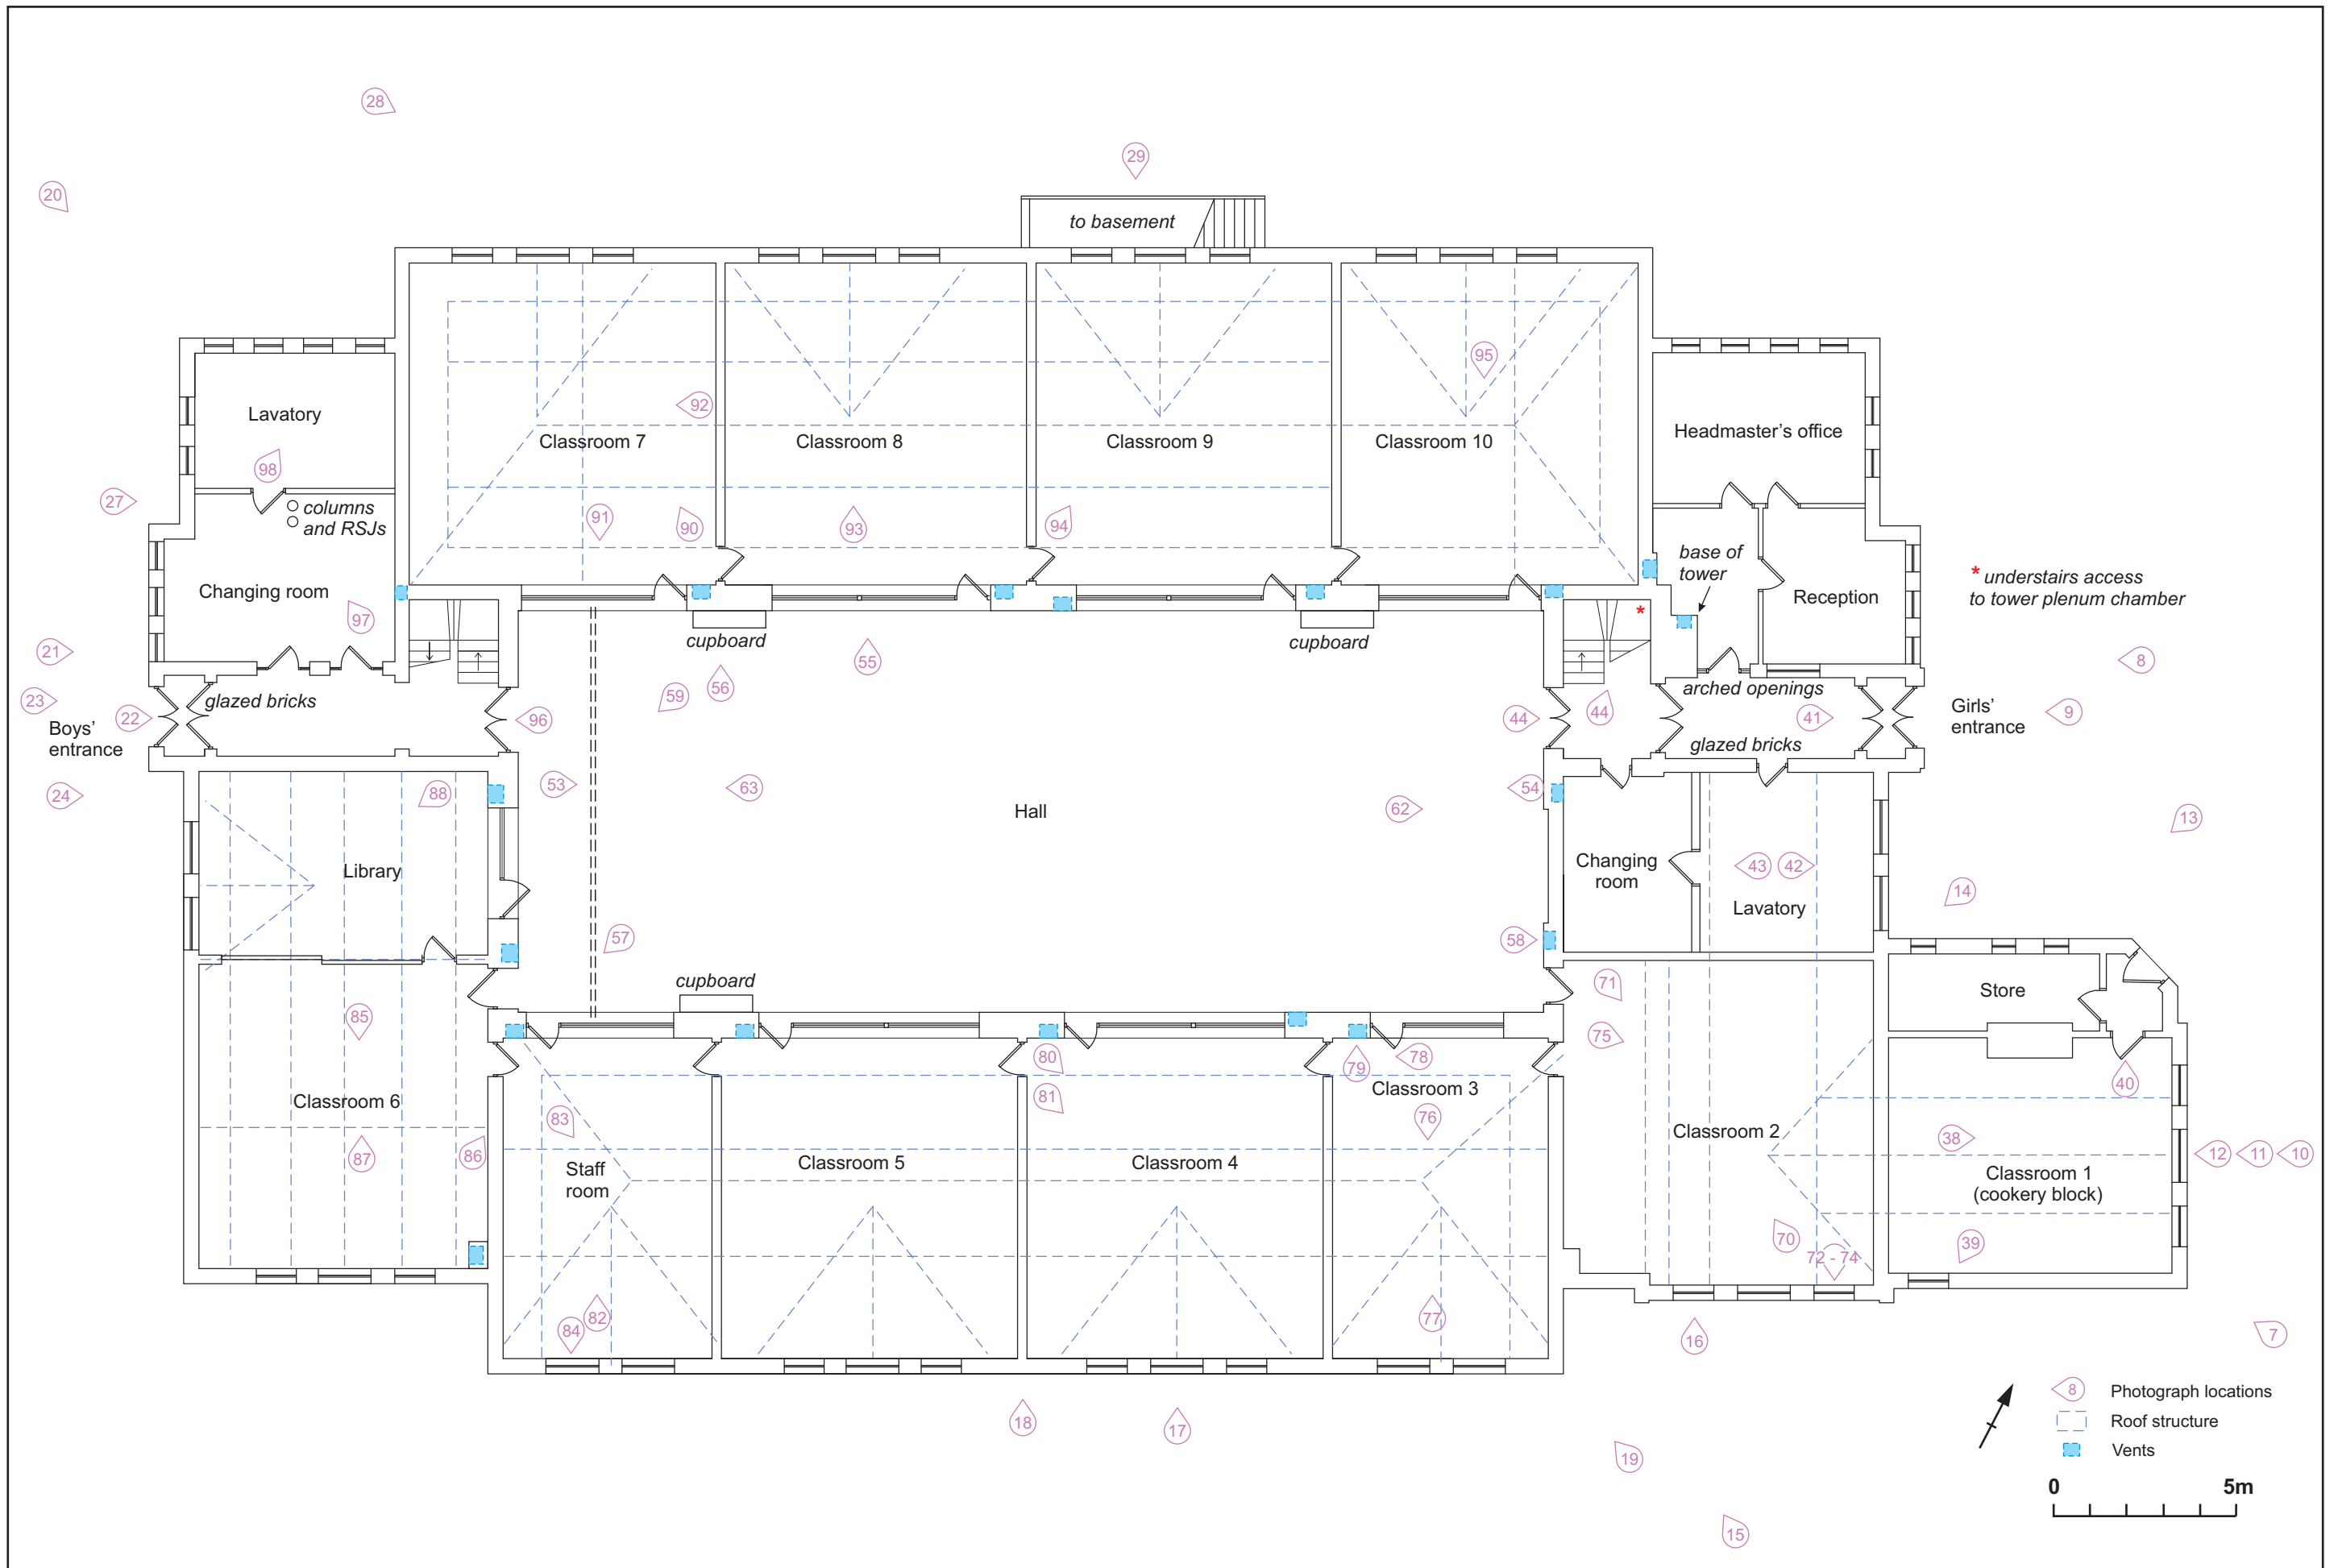 28
29
20
to basement
95
92
Lavatory
Headmaster's office
Classroom 7
Classroom 8
Classroom 9
Classroom 10
98
27
columns
and RSJs
91
90
93
94
base of
tower
* understairs access
to tower plenum chamber
Changing room
*
Reception
97
cupboard
cupboard
21
55
8
56
59
arched openings
23
glazed bricks
22
96
44
44
41
9
Boys'
entrance
Girls'
entrance
glazed bricks
24
88
53
63
54
62
Hall
13
Library
Changing
room
43
42
14
Lavatory
57
58
cupboard
71
Store
85
75
80
78
79
40
81
Classroom 3
Classroom 6
83
76
Classroom 2
38
87
86
Staff
room
Classroom 5
Classroom 4
12
11
10
Classroom 1
(cookery block)
70
39
72 - 74
84
82
77
16
7
8
Photograph locations
18
17
Roof structure
Vents
19
0
5m
15